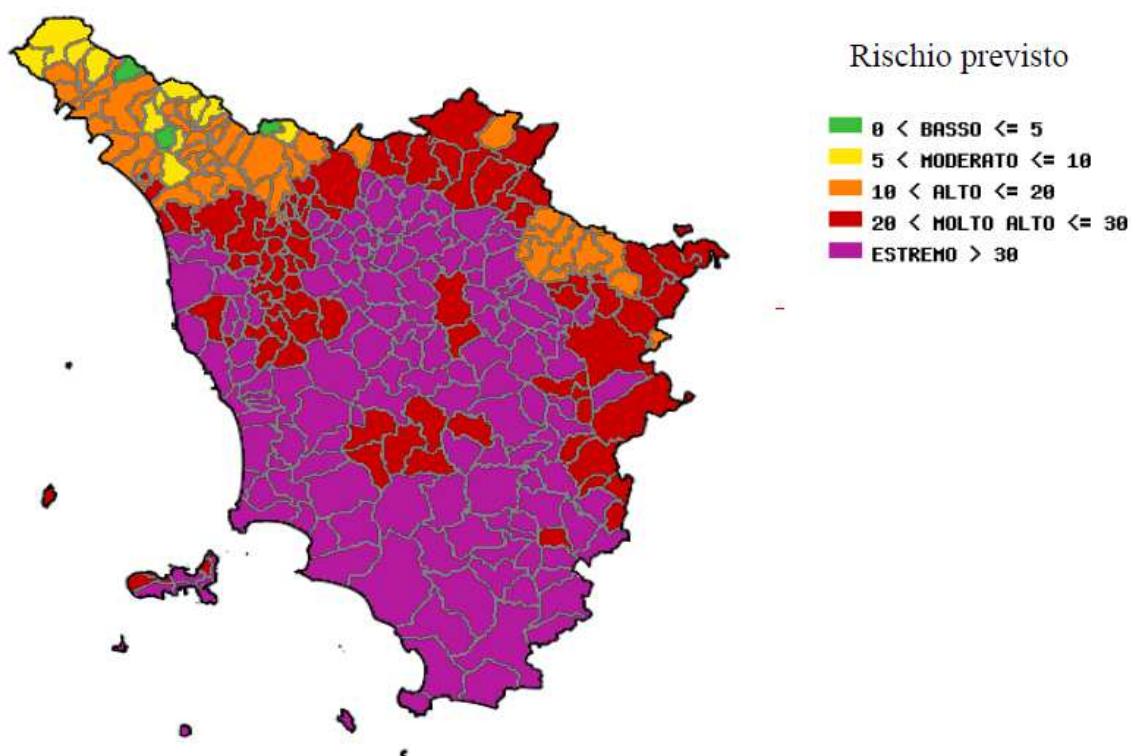 Rischio previsto
0 < BASSO <= 5
5 < MODERATO <= 10
10 < ALTO <= 20
20 < MOLTO ALTO <= 30
ESTREMO > 30